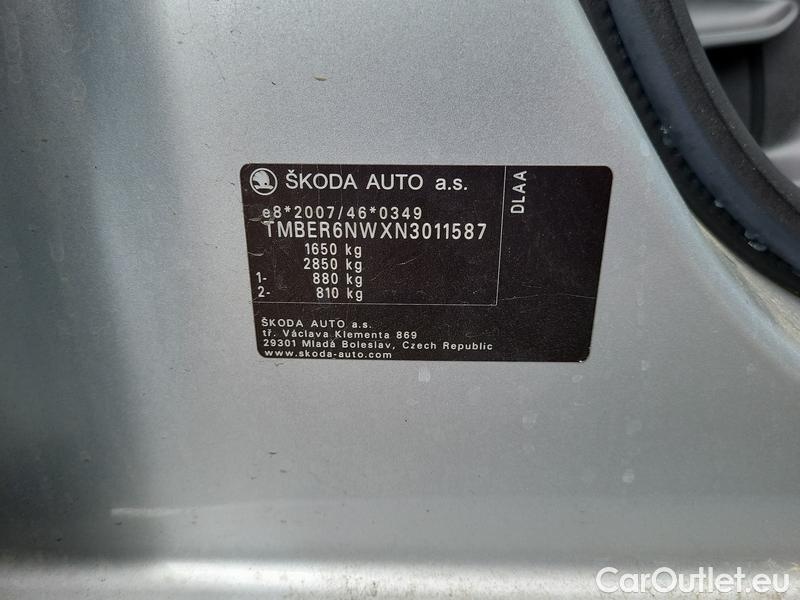 ŠKODA AUTO a.s.
DLAA
e8*2007/46*0349
TMBER6NWXN3011587
1650 kg
2850 kg
1- 880 kg
2- 810 kg
ŠKODA AUTO a.s.
tř. Václava Klementa 869
29301 Mladá Boleslav, Czech Republic
www.skoda-auto.com
CarOutlet.eu